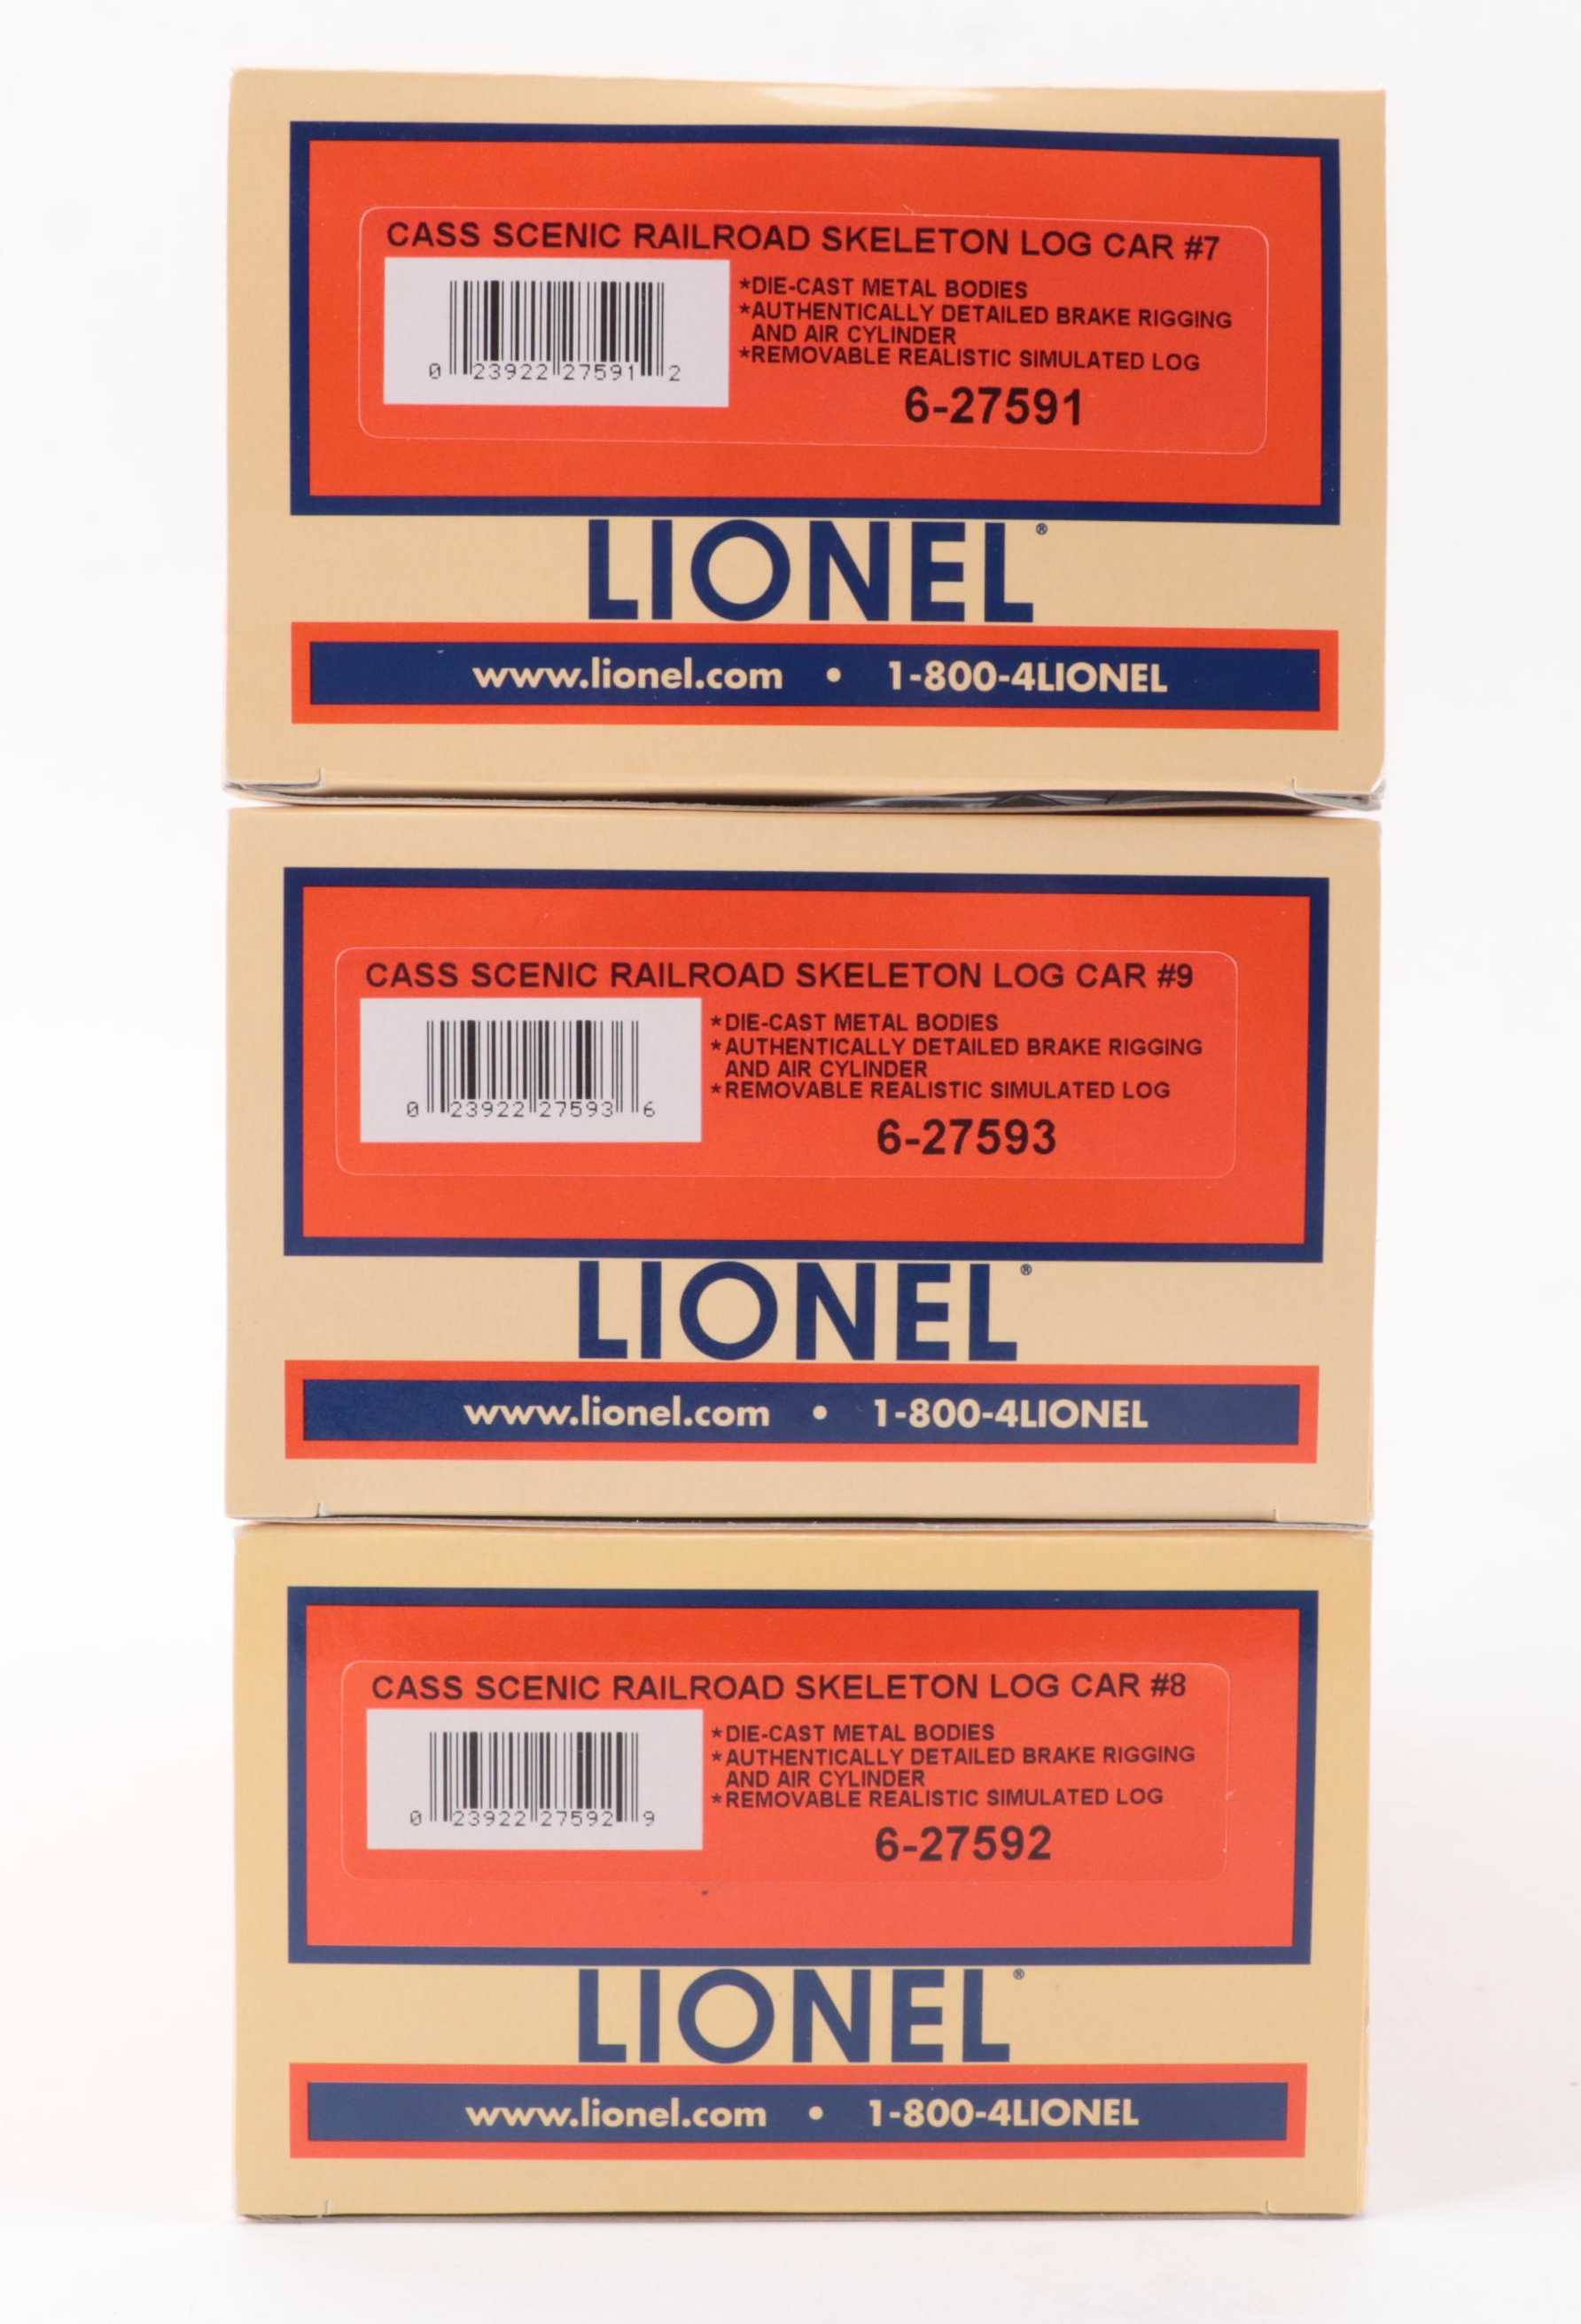 CASS SCENIC RAILROAD SKELETON LOG CAR #7
*DIE-CAST METAL BODIES
*AUTHENTICALLY DETAILED BRAKE RIGGING
AND AIR CYLINDER
*REMOVABLE REALISTIC SIMULATED LOG
0 23922 27591 2
6-27591
LIONEL®
www.lionel.com • 1-800-4LIONEL
CASS SCENIC RAILROAD SKELETON LOG CAR #9
*DIE-CAST METAL BODIES
*AUTHENTICALLY DETAILED BRAKE RIGGING
AND AIR CYLINDER
*REMOVABLE REALISTIC SIMULATED LOG
0 23922 27593 6
6-27593
LIONEL®
www.lionel.com • 1-800-4LIONEL
CASS SCENIC RAILROAD SKELETON LOG CAR #8
*DIE-CAST METAL BODIES
*AUTHENTICALLY DETAILED BRAKE RIGGING
AND AIR CYLINDER
*REMOVABLE REALISTIC SIMULATED LOG
0 23922 27592 9
6-27592
LIONEL®
www.lionel.com • 1-800-4LIONEL